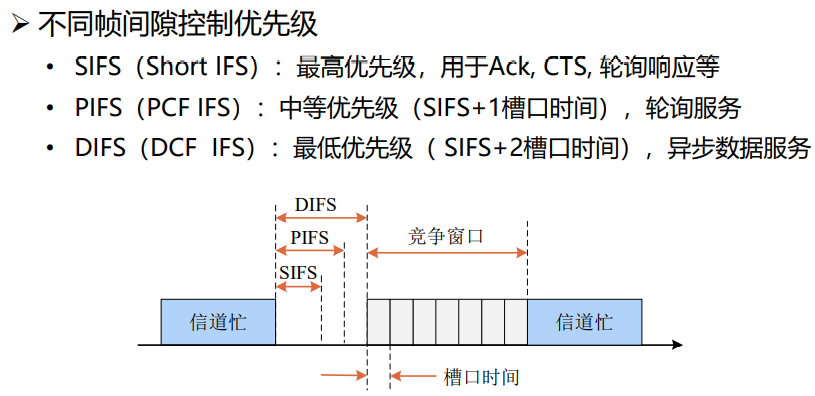 ➢ 不同帧间隙控制优先级
• SIFS（Short IFS）：最高优先级，用于Ack, CTS, 轮询响应等
• PIFS（PCF IFS）：中等优先级（SIFS+1槽口时间），轮询服务
• DIFS（DCF IFS）：最低优先级（ SIFS+2槽口时间），异步数据服务
DIFS
PIFS
竞争窗口
SIFS
信道忙
信道忙
槽口时间